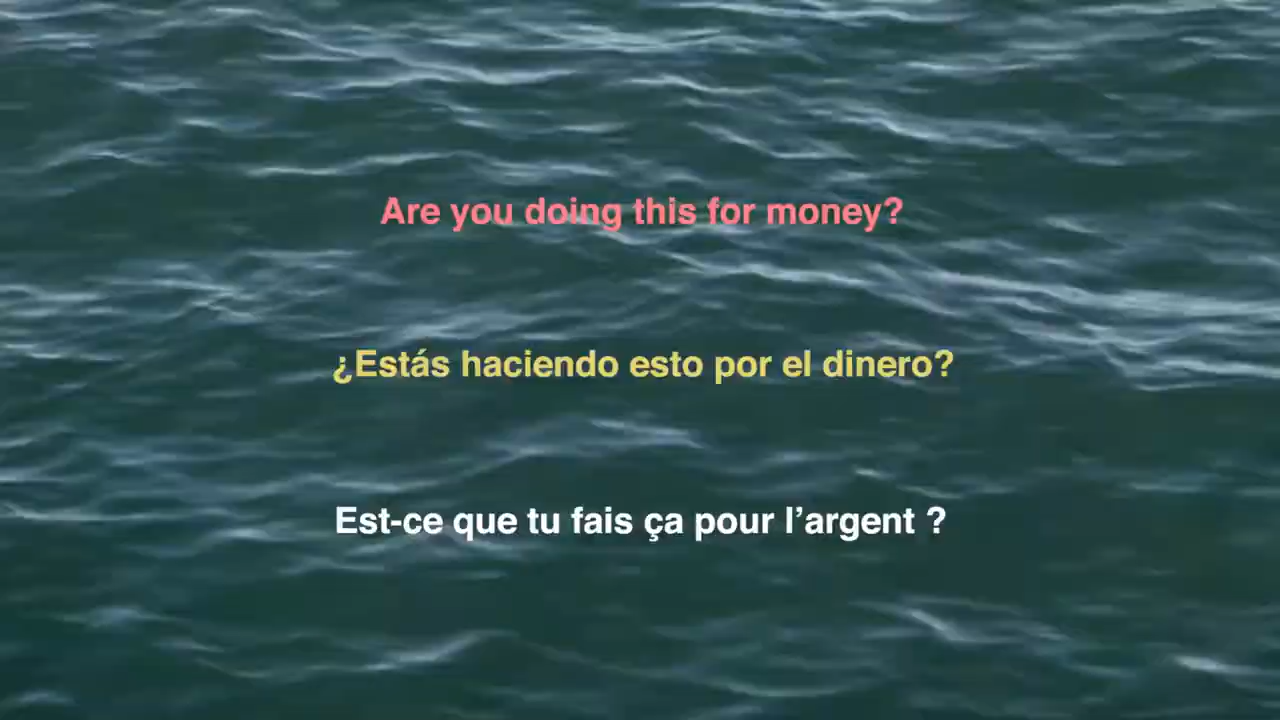 Are you doing this for money?
¿Estás haciendo esto por el dinero?
Est-ce que tu fais ça pour l’argent ?